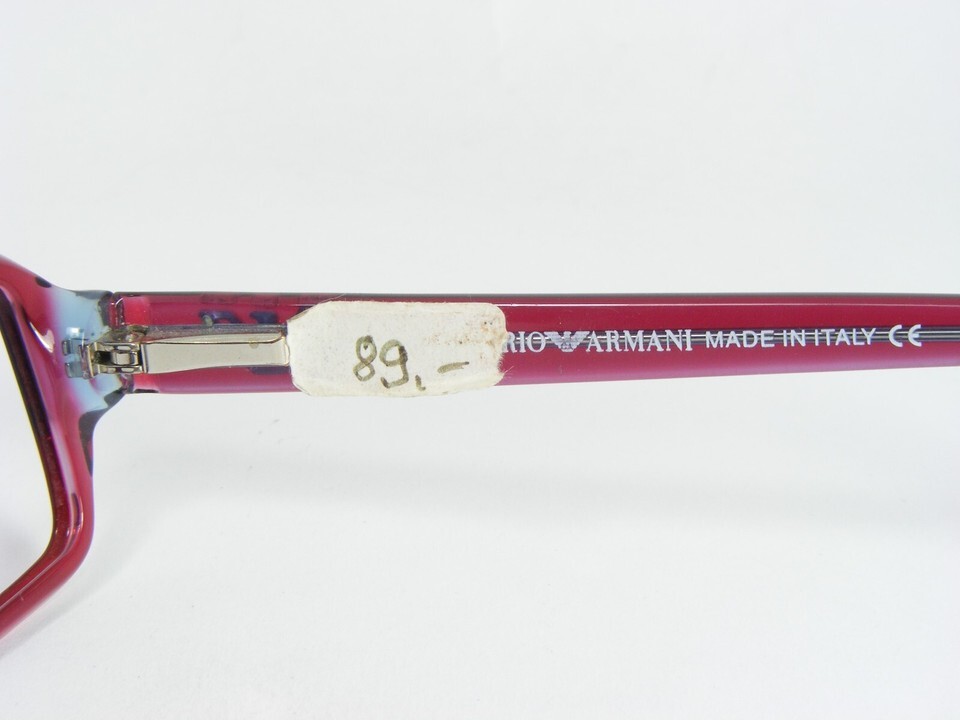 89,-
RIO ARMANI MADE IN ITALY CE